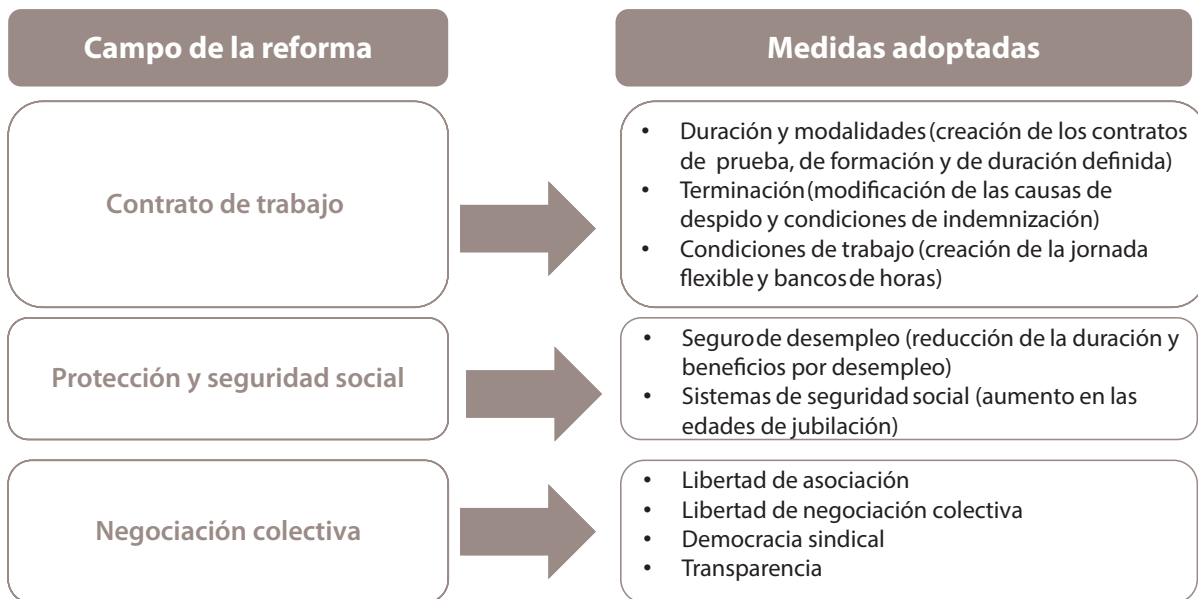 Campo de la reforma
Medidas adoptadas
Contrato de trabajo
• Duración y modalidades (creación de los contratos
de prueba, de formación y de duración definida)
• Terminación (modificación de las causas de
despido y condiciones de indemnización)
• Condiciones de trabajo (creación de la jornada
flexible y bancos de horas)
Protección y seguridad social
• Seguro de desempleo (reducción de la duración y
beneficios por desempleo)
• Sistemas de seguridad social (aumento en las
edades de jubilación)
Negociación colectiva
• Libertad de asociación
• Libertad de negociación colectiva
• Democracia sindical
• Transparencia